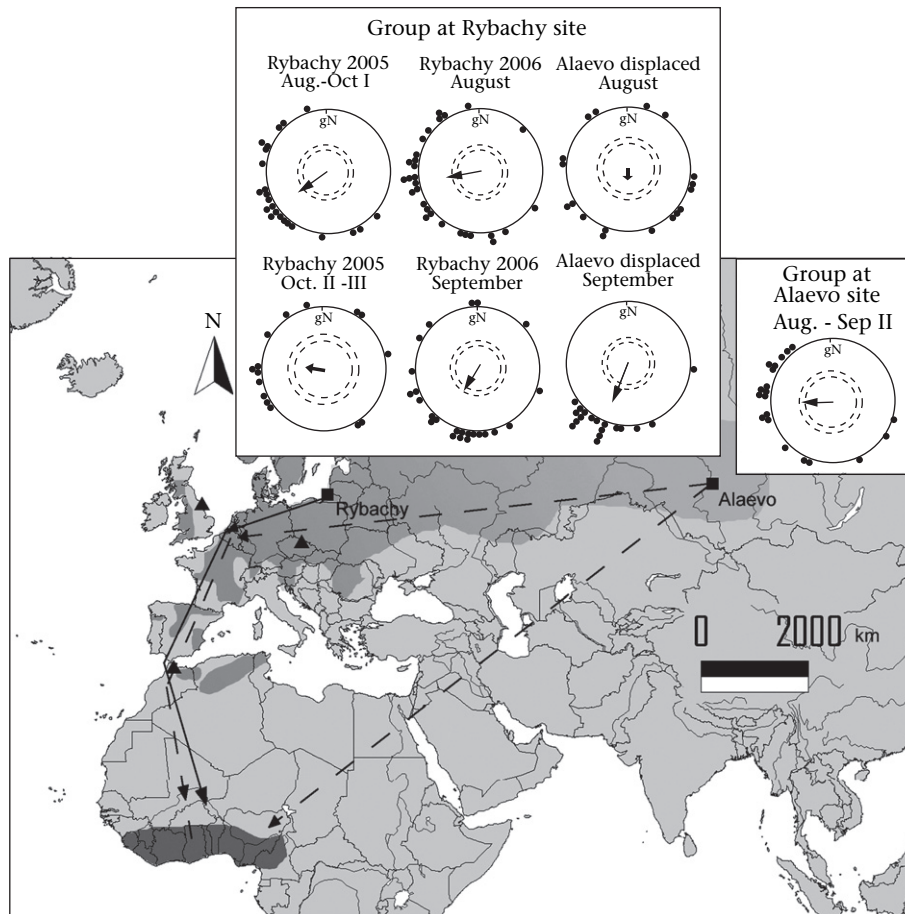 Group at Rybachy site
Rybachy 2005
Aug.-Oct I
gN
Rybachy 2006
August
gN
Alaevo displaced
August
gN
Rybachy 2005
Oct. II -III
gN
Rybachy 2006
September
gN
Alaevo displaced
September
gN
Group at
Alaevo site
Aug. - Sep II
gN
N
Rybachy
Alaevo
0 2000 km